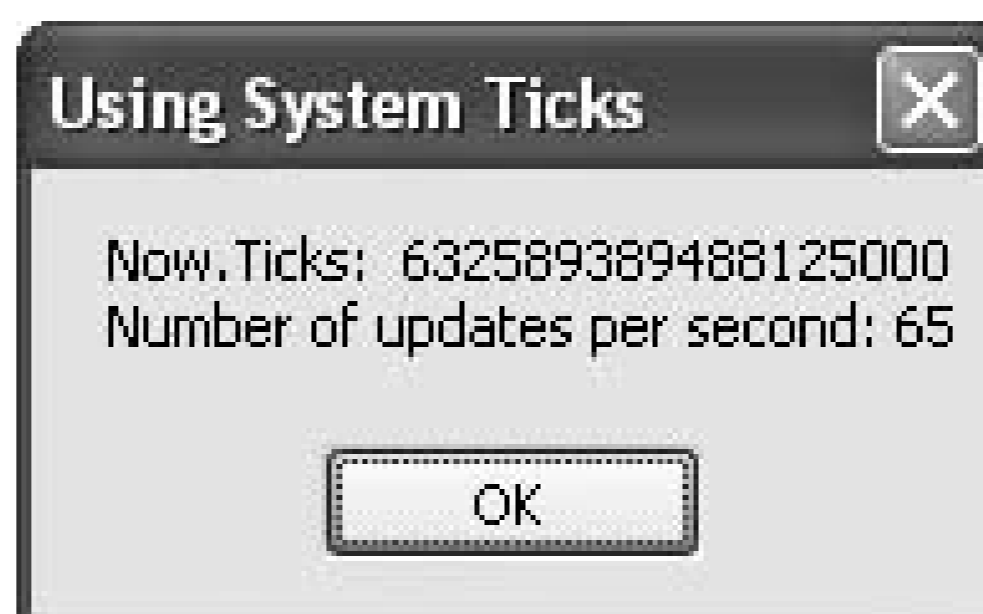 Using System Ticks
Now.Ticks: 632589389488125000
Number of updates per second: 65
OK